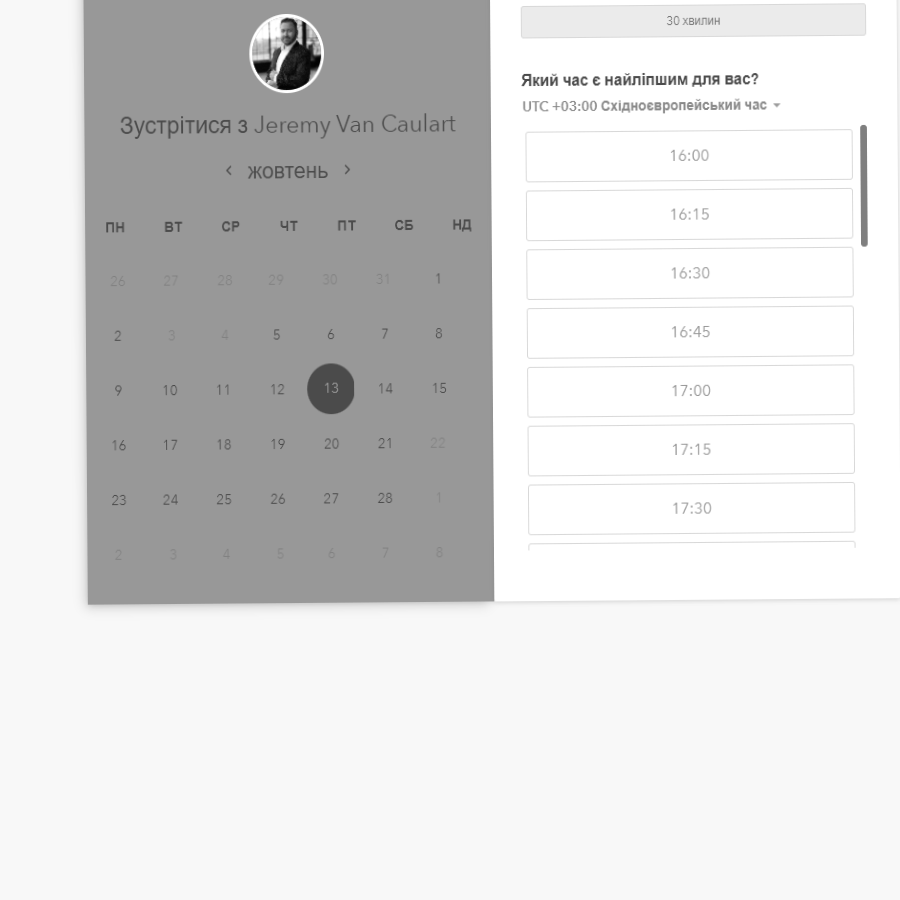 Зустрітися з Jeremy Van Caulart
жовтень
ПН ВТ СР ЧТ ПТ СБ НД
26 27 28 29 30 31 1
2 3 4 5 6 7 8
9 10 11 12 13 14 15
16 17 18 19 20 21 22
23 24 25 26 27 28 1
2 3 4 5 6 7 8
30 хвилин
Який час є найліпшим для вас?
UTC +03:00 Східноєвропейський час
16:00
16:15
16:30
16:45
17:00
17:15
17:30